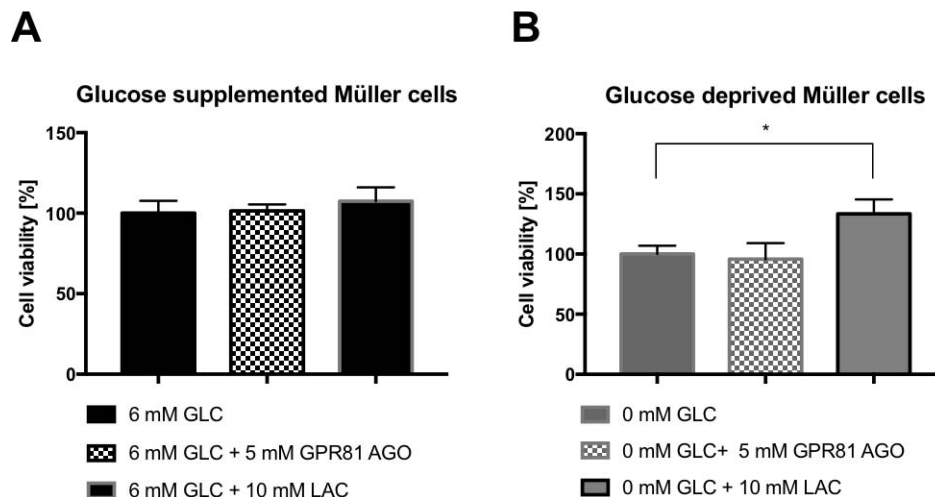 A
B
Glucose supplemented Müller cells
Glucose deprived Müller cells
Cell viability [%]
150
100
50
0
Cell viability [%]
200
150
100
50
0
*
6 mM GLC
6 mM GLC + 5 mM GPR81 AGO
6 mM GLC + 10 mM LAC
0 mM GLC
0 mM GLC+ 5 mM GPR81 AGO
0 mM GLC + 10 mM LAC